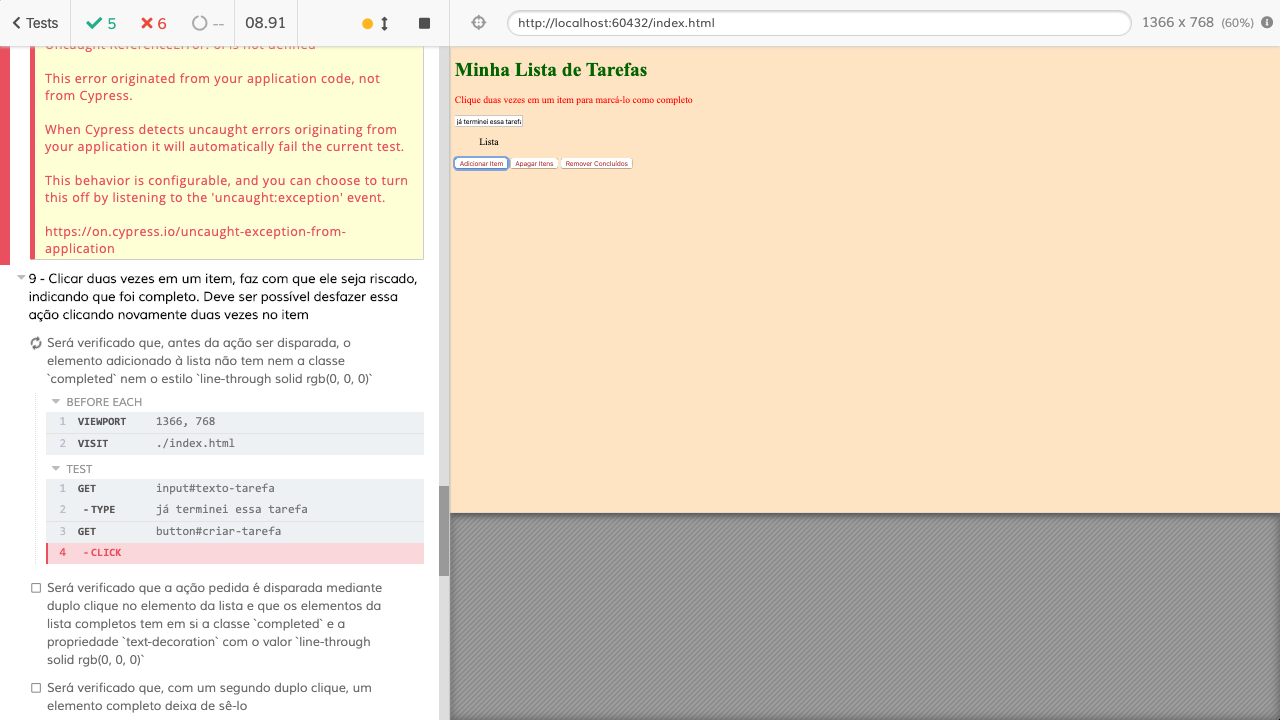 Tests
5
6
--
08.91
http://localhost:60432/index.html
1366 x 768 (60%)
This error originated from your application code, not
from Cypress.
When Cypress detects uncaught errors originating from
your application it will automatically fail the current test.
This behavior is configurable, and you can choose to turn
this off by listening to the 'uncaught:exception' event.
https://on.cypress.io/uncaught-exception-from-
application
9 - Clicar duas vezes em um item, faz com que ele seja riscado,
indicando que foi completo. Deve ser possível desfazer essa
ação clicando novamente duas vezes no item
Será verificado que, antes da ação ser disparada, o
elemento adicionado à lista não tem nem a classe
`completed` nem o estilo `line-through solid rgb(0, 0, 0)`
BEFORE EACH
1 VIEWPORT 1366, 768
2 VISIT ./index.html
TEST
1 GET input#texto-tarefa
2 - TYPE já terminei essa tarefa
3 GET button#criar-tarefa
4 - CLICK
Será verificado que a ação pedida é disparada mediante
duplo clique no elemento da lista e que os elementos da
lista completos tem em si a classe `completed` e a
propriedade `text-decoration` com o valor `line-through
solid rgb(0, 0, 0)`
Será verificado que, com um segundo duplo clique, um
elemento completo deixa de sê-lo
Minha Lista de Tarefas
Clique duas vezes em um item para marcá-lo como completo
já terminei essa taref
Lista
Adicionar Item Apagar Itens Remover Concluídos